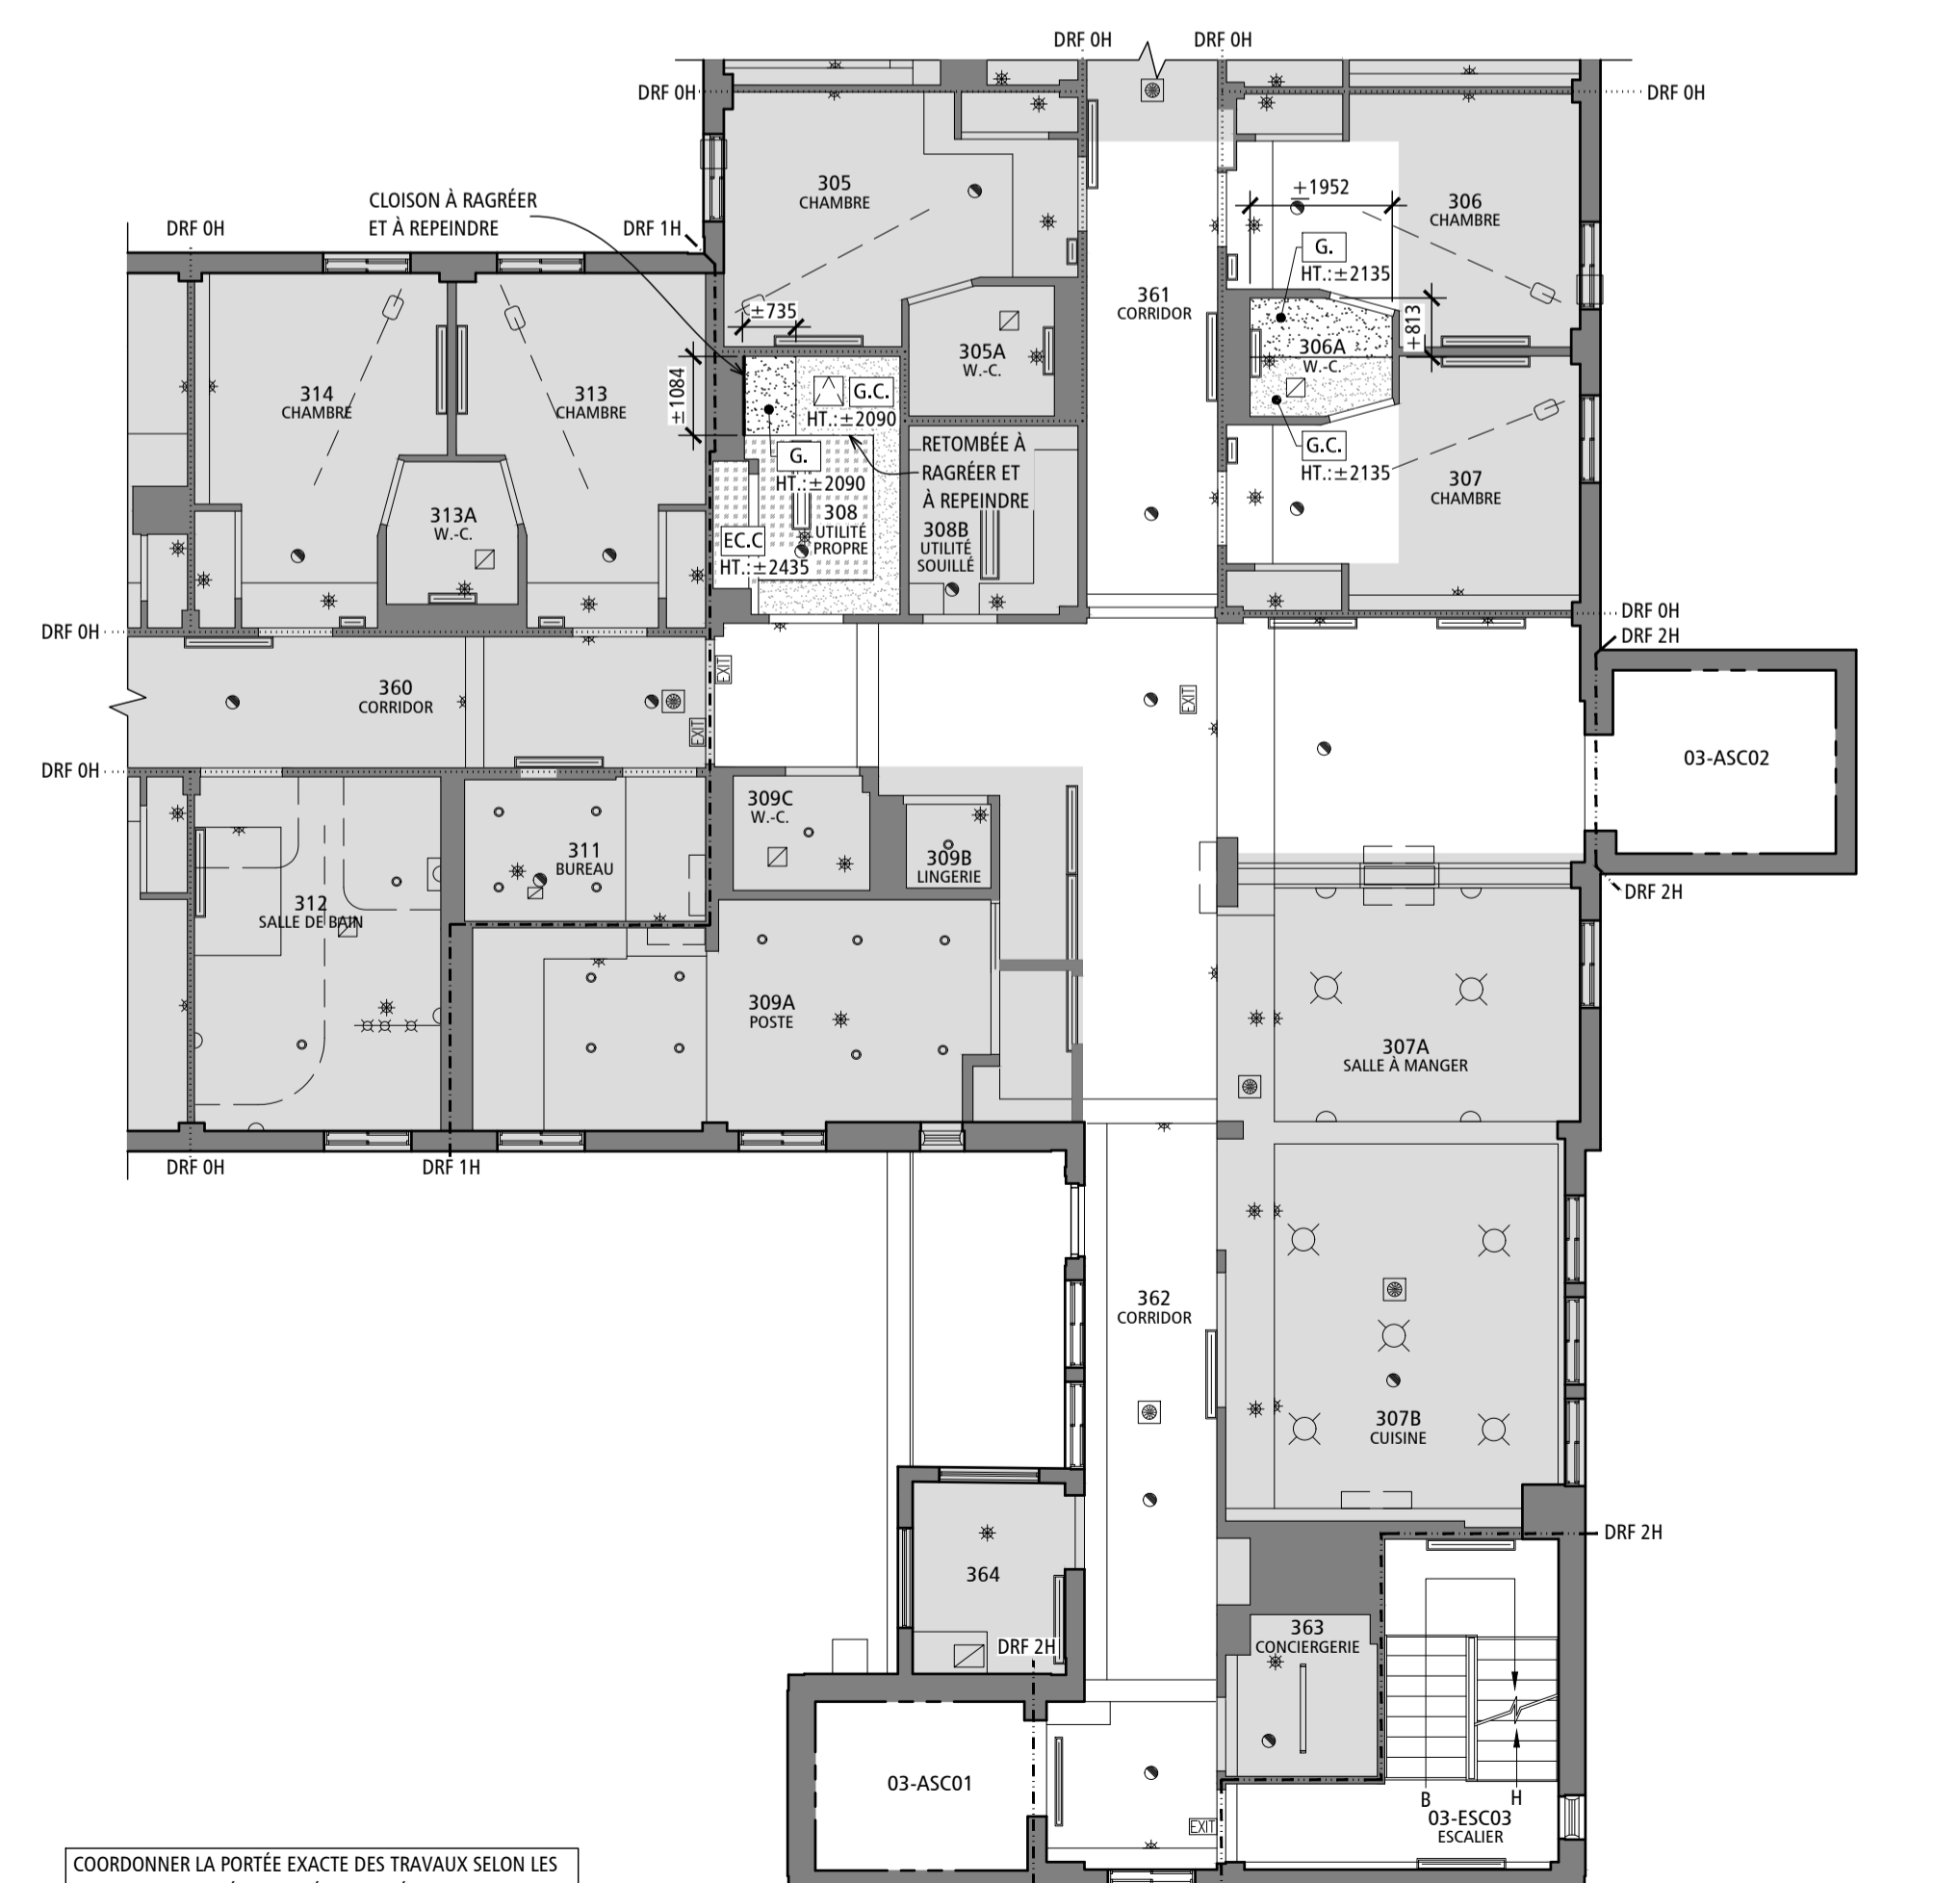 DRF 0H
DRF 0H
DRF 0H
DRF 0H
CLOISON À RAGRÉER
ET À REPEINDRE
DRF 0H
DRF 1H
305
CHAMBRE
±1952
306
CHAMBRE
G.
HT.:±2135
361
CORRIDOR
±735
±813
305A
W.-C.
306A
W.-C.
314
CHAMBRE
313
CHAMBRE
±1084
G.C.
HT.:±2090
G.
HT.:±2090
RETOMBÉE À
RAGRÉER ET
À REPEINDRE
G.C.
HT.:±2135
307
CHAMBRE
313A
W.-C.
308
UTILITÉ
PROPRE
EC.C
HT.:±2435
308B
UTILITÉ
SOUILLÉ
DRF 0H
DRF 0H
DRF 2H
360
CORRIDOR
EXIT
EXIT
EXIT
03-ASC02
DRF 0H
309C
W.-C.
309B
LINGERIE
311
BUREAU
DRF 2H
312
SALLE DE BAIN
309A
POSTE
307A
SALLE À MANGER
DRF 0H
DRF 1H
362
CORRIDOR
307B
CUISINE
DRF 2H
364
DRF 2H
363
CONCIERGERIE
03-ASC01
B
H
EXIT
03-ESC03
ESCALIER
COORDONNER LA PORTÉE EXACTE DES TRAVAUX SELON LES